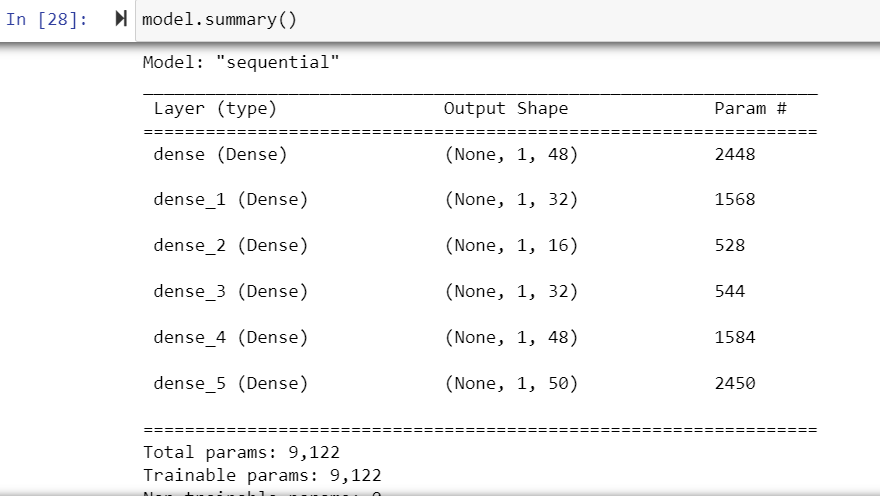 In [28]: model.summary()
Model: "sequential"
Layer (type) Output Shape Param #
dense (Dense) (None, 1, 48) 2448
dense_1 (Dense) (None, 1, 32) 1568
dense_2 (Dense) (None, 1, 16) 528
dense_3 (Dense) (None, 1, 32) 544
dense_4 (Dense) (None, 1, 48) 1584
dense_5 (Dense) (None, 1, 50) 2450
Total params: 9,122
Trainable params: 9,122